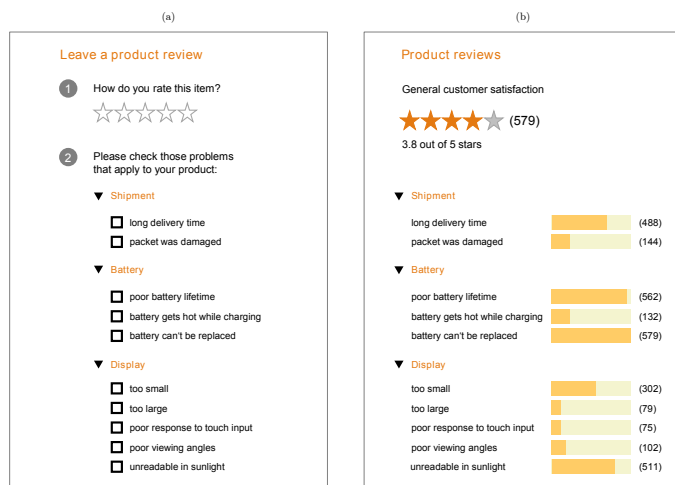 (a)
Leave a product review
1 How do you rate this item?
2 Please check those problems
that apply to your product:
Shipment
long delivery time
packet was damaged
Battery
poor battery lifetime
battery gets hot while charging
battery can't be replaced
Display
too small
too large
poor response to touch input
poor viewing angles
unreadable in sunlight
(b)
Product reviews
General customer satisfaction
(579)
3.8 out of 5 stars
Shipment
long delivery time (488)
packet was damaged (144)
Battery
poor battery lifetime (562)
battery gets hot while charging (132)
battery can't be replaced (579)
Display
too small (302)
too large (79)
poor response to touch input (75)
poor viewing angles (102)
unreadable in sunlight (511)